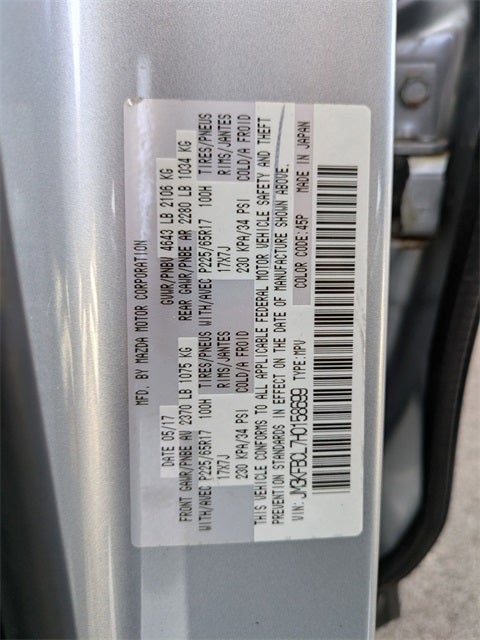 MFD. BY MAZDA MOTOR CORPORATION
DATE 05/17 GVWR/PNBV 4643 LB 2106 KG
FRONT GAWR/PNBE AV 2370 LB 1075 KG REAR GAWR/PNBE AR 2280 LB 1034 KG
WITH/AVEC P225/65R17 100H TIRES/PNEUS WITH/AVEC P225/65R17 100H TIRES/PNEUS
17X7J RIMS/JANTES 17X7J RIMS/JANTES
230 KPA/34 PSI COLD/A FROID 230 KPA/34 PSI COLD/A FROID
THIS VEHICLE CONFORMS TO ALL APPLICABLE FEDERAL MOTOR VEHICLE SAFETY AND THEFT
PREVENTION STANDARDS IN EFFECT ON THE DATE OF MANUFACTURE SHOWN ABOVE.
VIN: JM3KFBCL7H0158699 TYPE:MPV COLOR CODE:45P MADE IN JAPAN